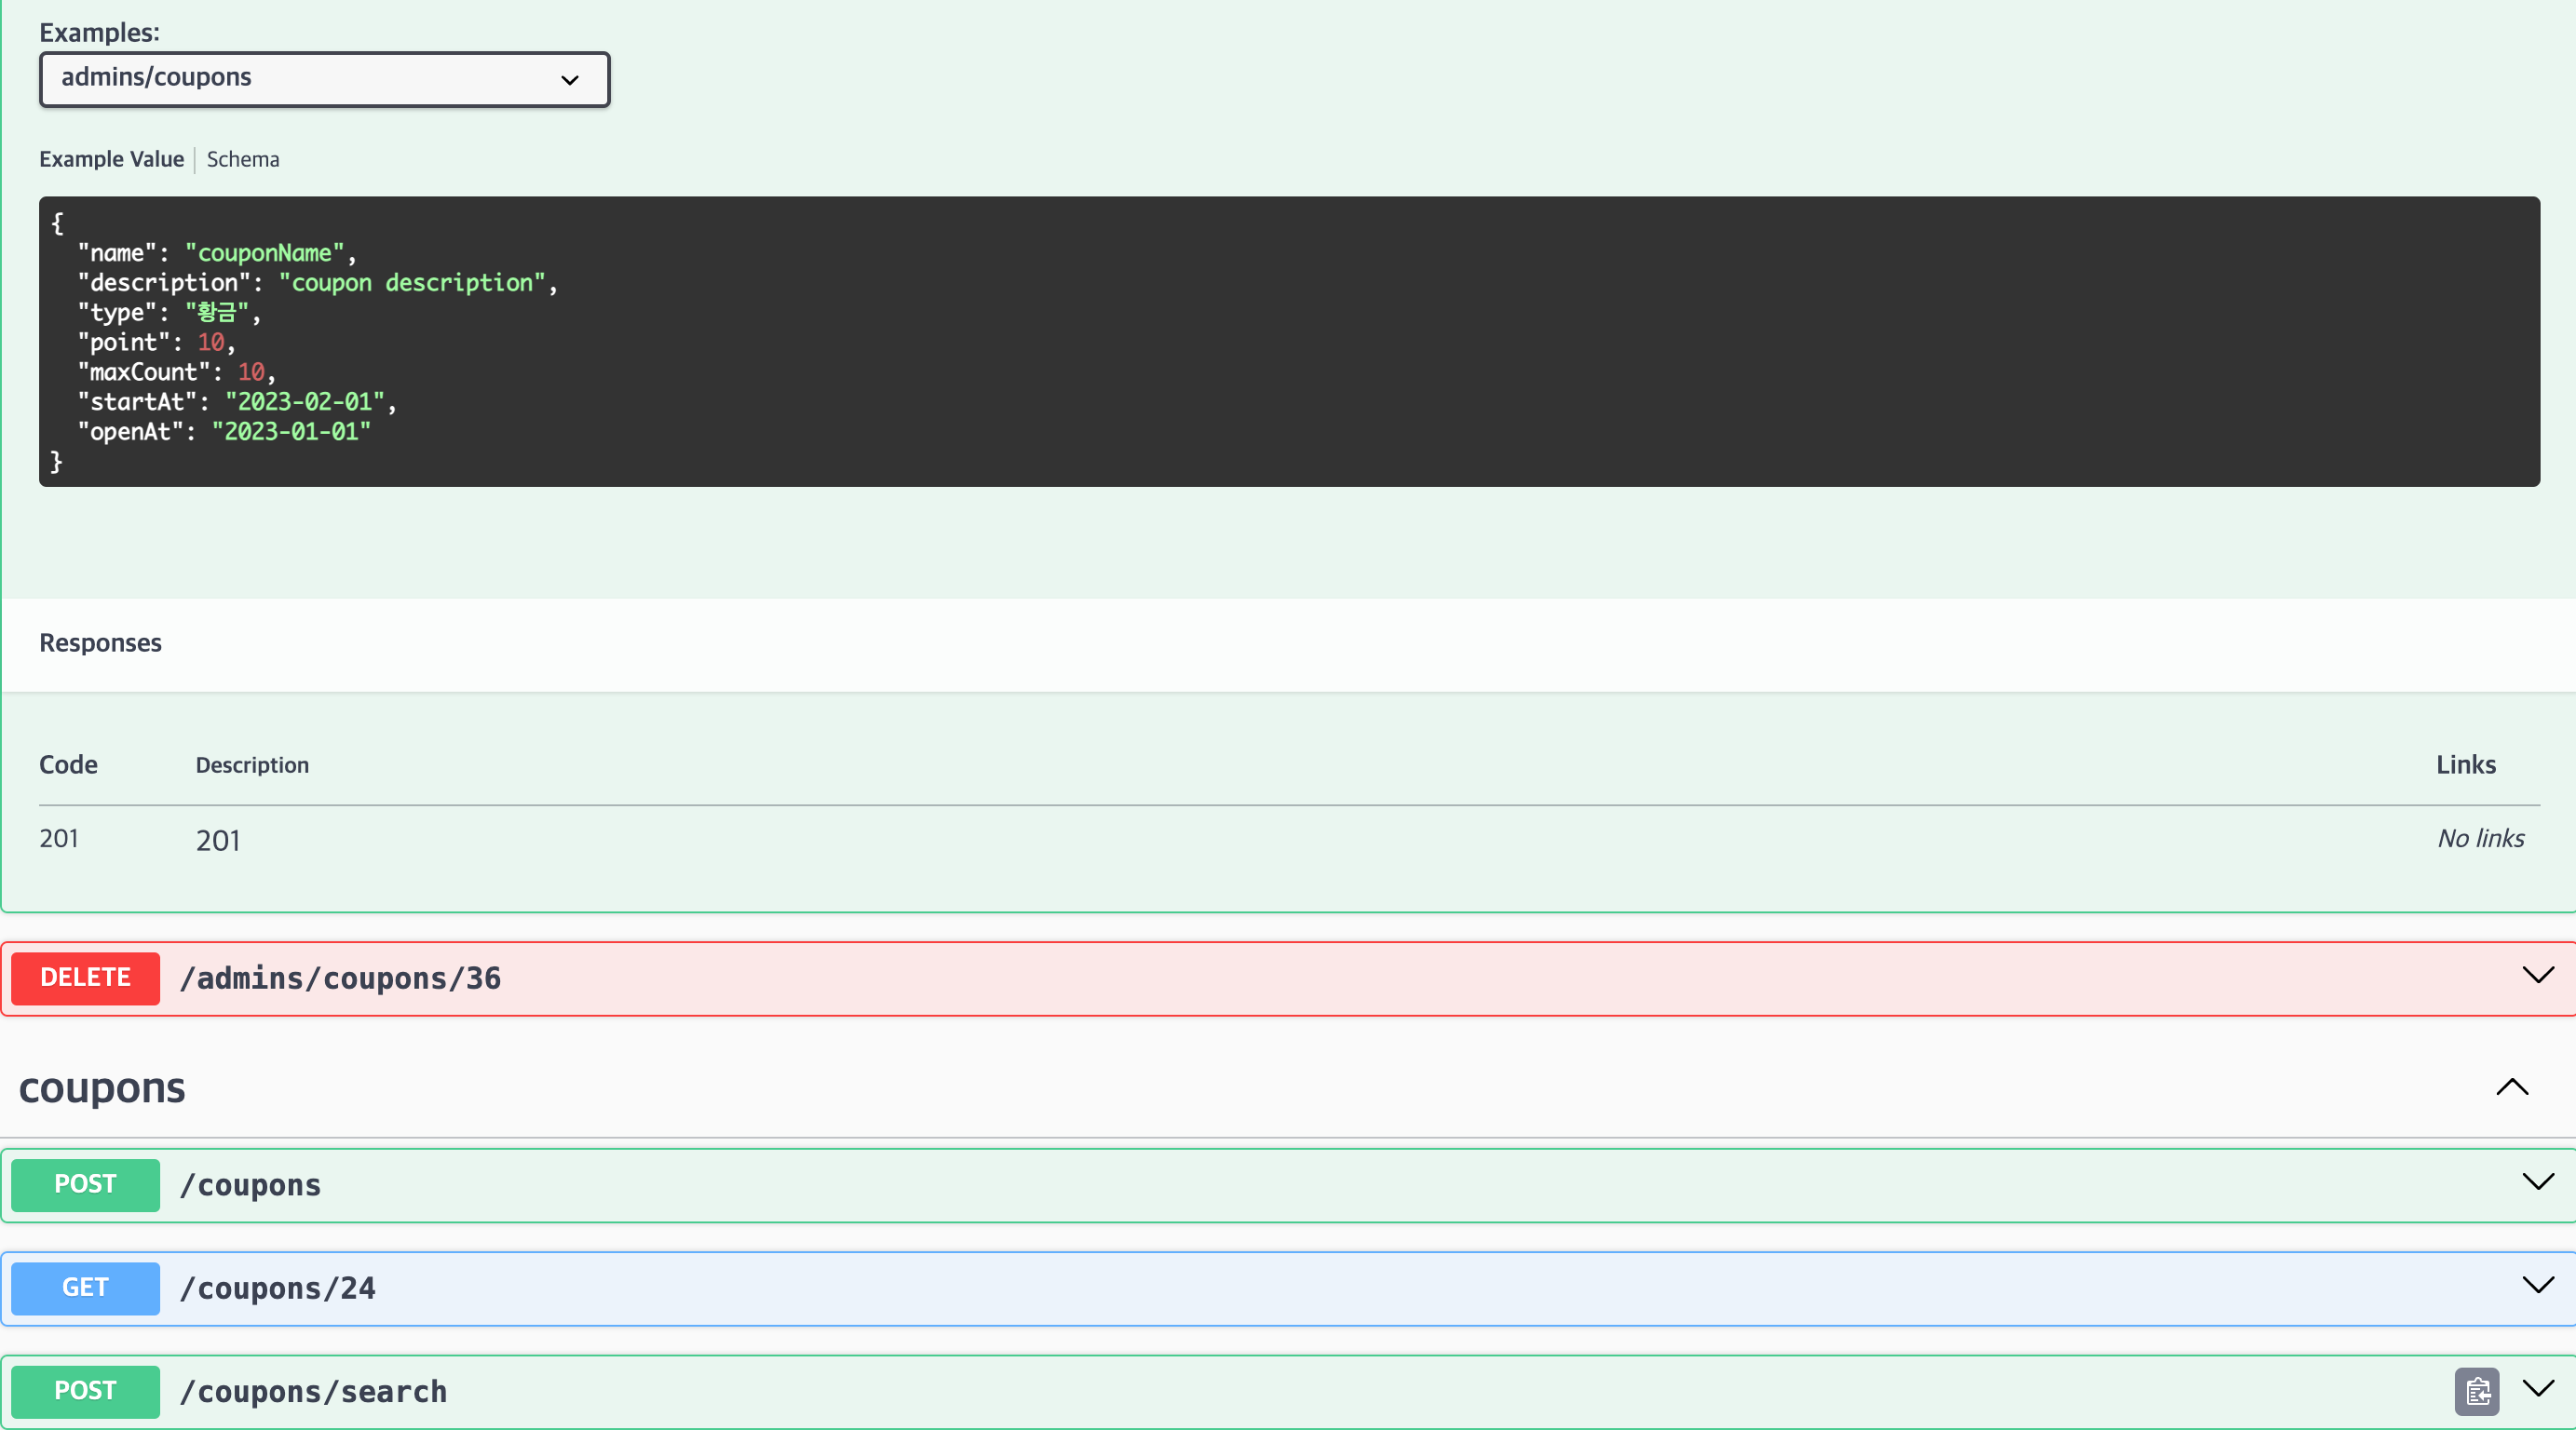 Examples:
admins/coupons
Example Value Schema
{
"name": "couponName",
"description": "coupon description",
"type": "황금",
"point": 10,
"maxCount": 10,
"startAt": "2023-02-01",
"openAt": "2023-01-01"
}
Responses
Code Description Links
201 201 No links
DELETE /admins/coupons/36
coupons
POST /coupons
GET /coupons/24
POST /coupons/search